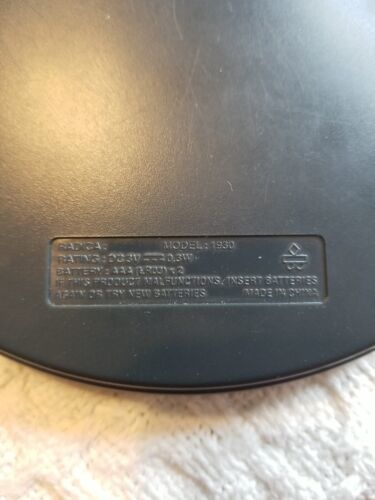 RADICA: MODEL: 1930
RATING: DC 3V ⎓ 0.3W
BATTERY: AAA (LR03) x 2
IF THIS PRODUCT MALFUNCTIONS, INSERT BATTERIES
AGAIN OR TRY NEW BATTERIES MADE IN CHINA